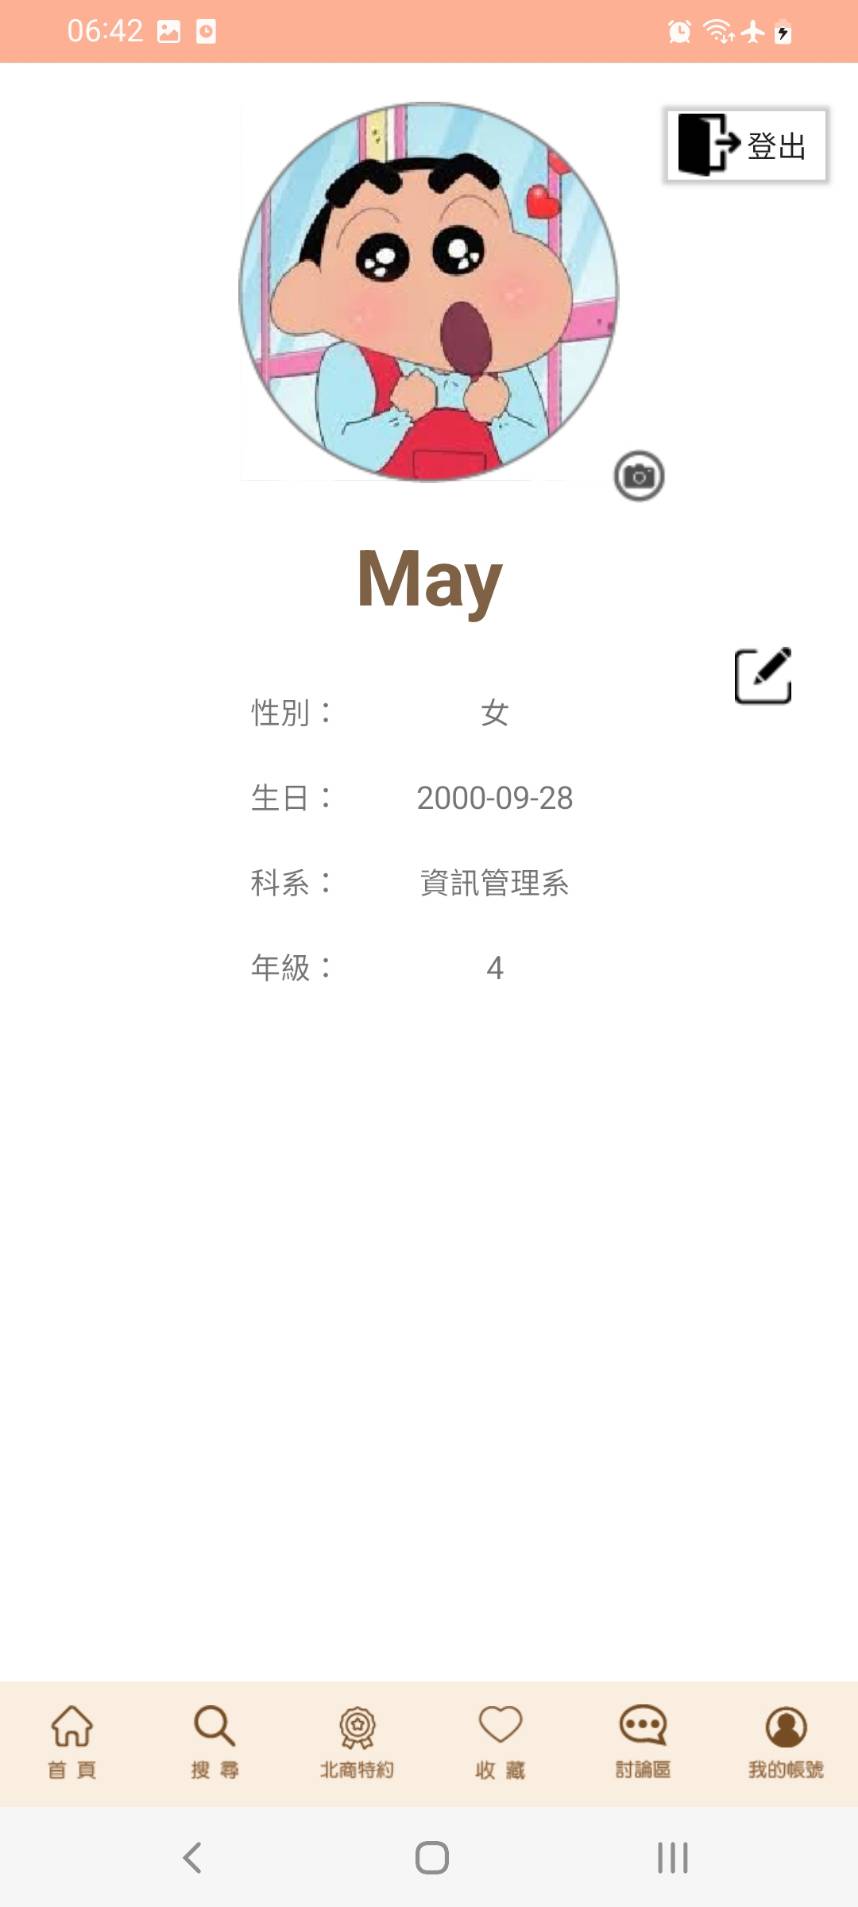 06:42
登出
May
性別： 女
生日： 2000-09-28
科系： 資訊管理系
年級： 4
首頁 搜尋 北商特約 收藏 討論區 我的帳號